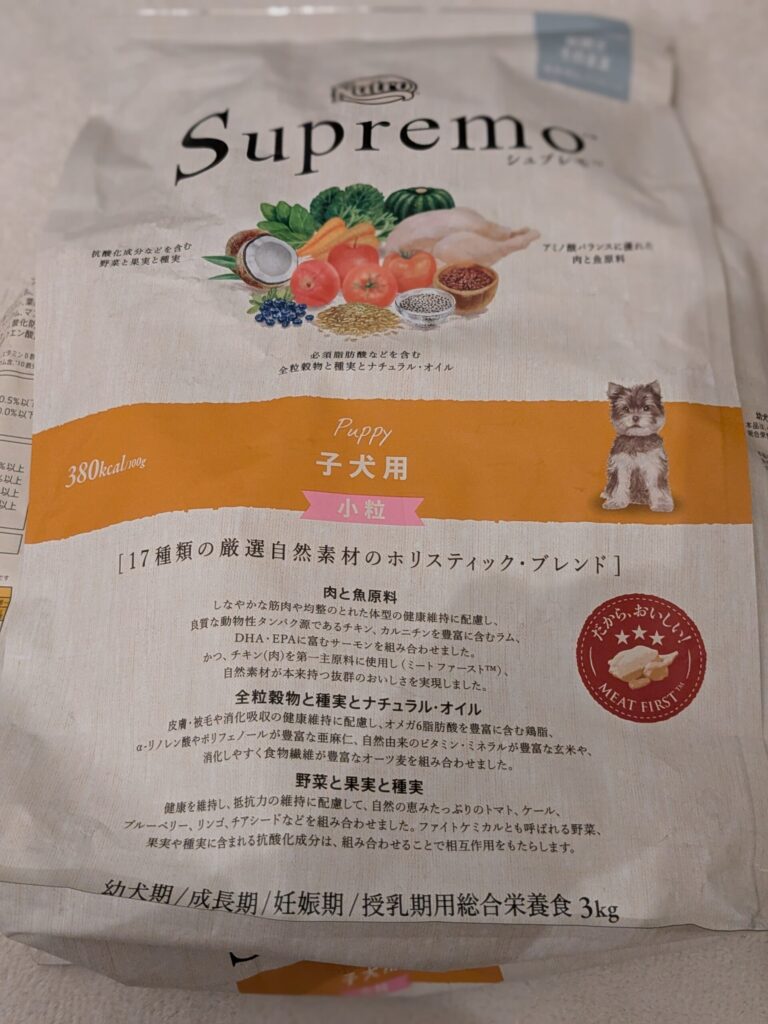 Nutro
Supremo™
シュプレモ™
抗酸化成分などを含む
野菜と果実と種実
アミノ酸バランスに優れた
肉と魚原料
必須脂肪酸などを含む
全粒穀物と種実とナチュラル・オイル
Puppy
380kcal/100g
子犬用
小粒
[17種類の厳選自然素材のホリスティック・ブレンド]
肉と魚原料
しなやかな筋肉や均整のとれた体型の健康維持に配慮し、
良質な動物性タンパク源であるチキン、カルニチンを豊富に含むラム、
DHA・EPAに富むサーモンを組み合わせました。
かつ、チキン(肉)を第一主原料に使用し(ミートファースト™)、
自然素材が本来持つ抜群のおいしさを実現しました。
だから、おいしい!
MEAT FIRST™
全粒穀物と種実とナチュラル・オイル
皮膚・被毛や消化吸収の健康維持に配慮し、オメガ6脂肪酸を豊富に含む鶏脂、
α-リノレン酸やポリフェノールが豊富な亜麻仁、自然由来のビタミン・ミネラルが豊富な玄米や、
消化しやすく食物繊維が豊富なオーツ麦を組み合わせました。
野菜と果実と種実
健康を維持し、抵抗力の維持に配慮して、自然の恵みたっぷりのトマト、ケール、
ブルーベリー、リンゴ、チアシードなどを組み合わせました。ファイトケミカルとも呼ばれる野菜、
果実や種実に含まれる抗酸化成分は、組み合わせることで相互作用をもたらします。
幼犬期/成長期/妊娠期/授乳期用総合栄養食 3kg
子犬用